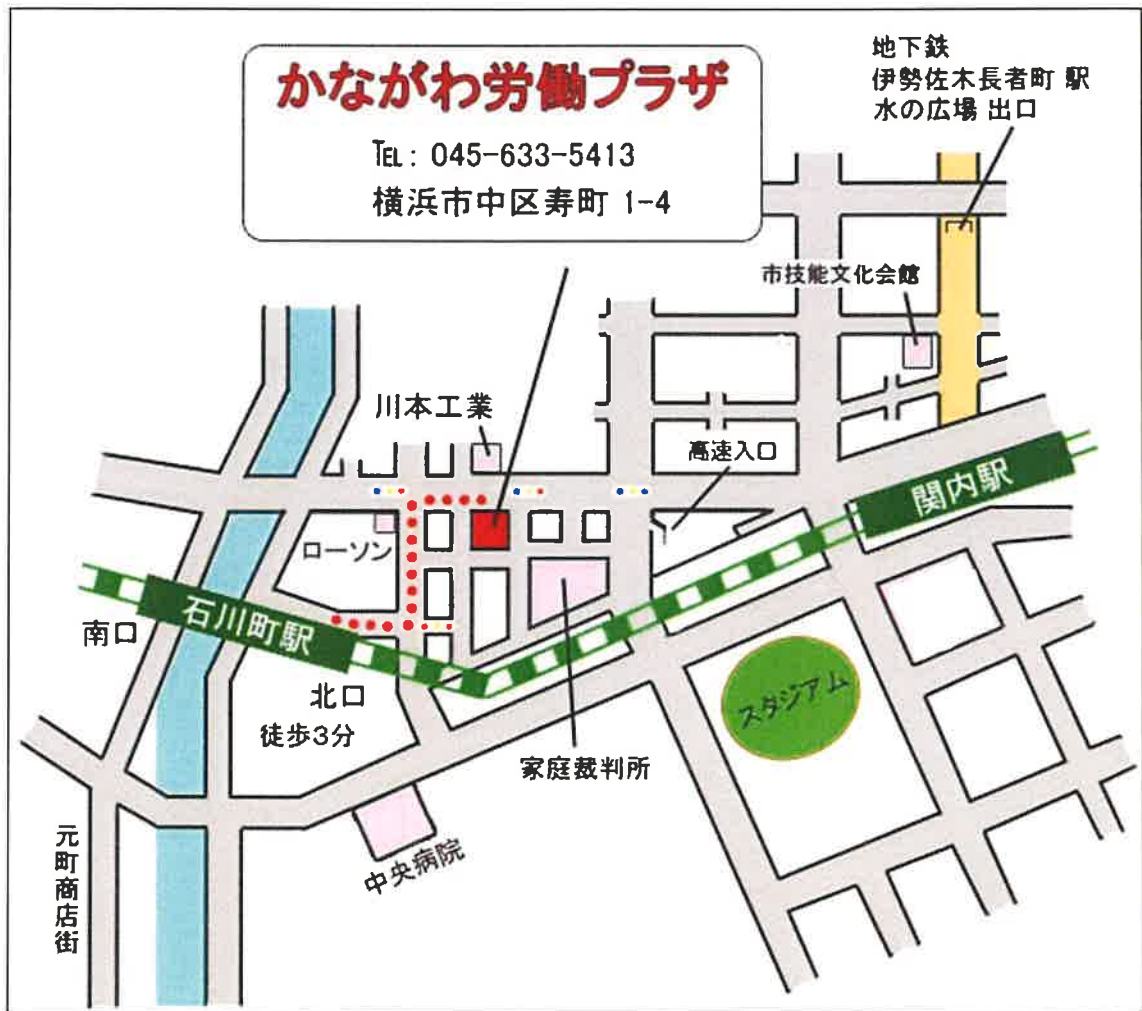 かながわ労働プラザ
℡: 045-633-5413
横浜市中区寿町 1-4
地下鉄
伊勢佐木長者町 駅
水の広場 出口
市技能文化会館
川本工業
高速入口
関内駅
ローソン
石川町駅
南口
北口
徒歩3分
スタジアム
家庭裁判所
中央病院
元町商店街